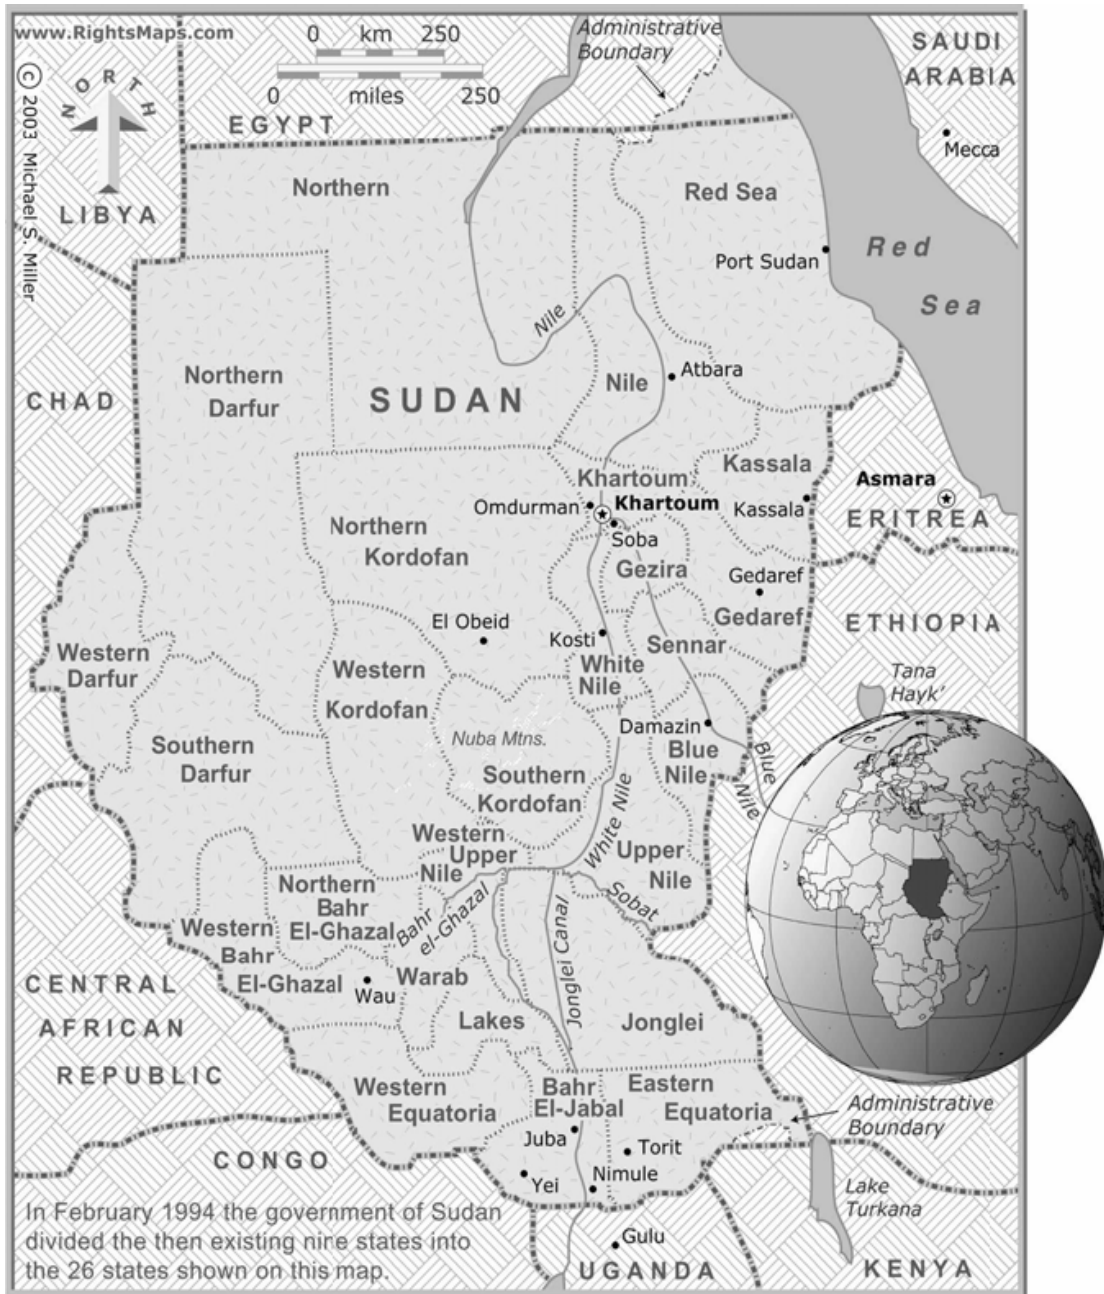 www.RightsMaps.com
© 2003 Michael S. Miller
NORTH
0 km 250
0 miles 250
Administrative
Boundary
SAUDI
ARABIA
Mecca
EGYPT
LIBYA
Northern
Red Sea
Port Sudan
Red
Sea
Nile
Northern
Darfur
SUDAN
Nile
Atbara
CHAD
Kassala
Khartoum
Omdurman
Khartoum
Kassala
Asmara
ERITREA
Soba
Northern
Kordofan
Gezira
Gedaref
Gedaref
El Obeid
Kosti
Sennar
ETHIOPIA
Western
Darfur
Western
Kordofan
White
Nile
Tana
Hayk'
Damazin
Nuba Mtns.
Blue
Nile
Blue
Nile
Southern
Darfur
Southern
Kordofan
White Nile
Western
Upper
Nile
Upper
Nile
Northern
Bahr
El-Ghazal
Bahr
el-Ghazal
Sobat
Jonglei Canal
Western
Bahr
El-Ghazal
Wau
Warab
Lakes
Jonglei
CENTRAL
AFRICAN
REPUBLIC
Western
Equatoria
Bahr
El-Jabal
Eastern
Equatoria
Administrative
Boundary
Juba
Torit
Yei
Nimule
CONGO
Lake
Turkana
Gulu
UGANDA
KENYA
In February 1994 the government of Sudan
divided the then existing nine states into
the 26 states shown on this map.